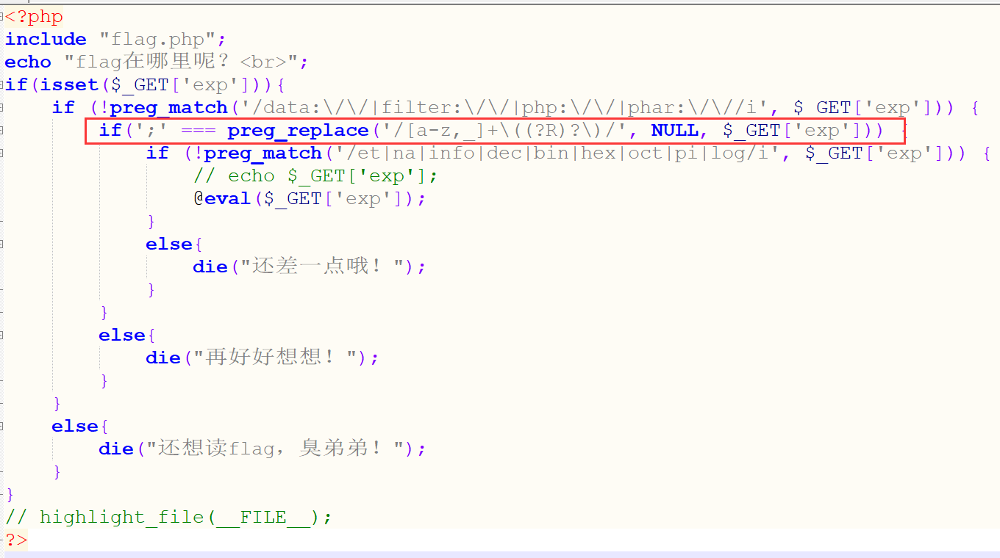 <?php
include "flag.php";
echo "flag在哪里呢？<br>";
if(isset($_GET['exp'])){
if (!preg_match('/data:\/\/|filter:\/\/|php:\/\/|phar:\/\//i', $_GET['exp'])) {
if(';' === preg_replace('/[a-z,_]+\((?R)?\)/', NULL, $_GET['exp'])) {
if (!preg_match('/et|na|info|dec|bin|hex|oct|pi|log/i', $_GET['exp'])) {
// echo $_GET['exp'];
@eval($_GET['exp']);
}
else{
die("还差一点哦！");
}
}
else{
die("再好好想想！");
}
}
else{
die("还想读flag，臭弟弟！");
}
}
// highlight_file(__FILE__);
?>